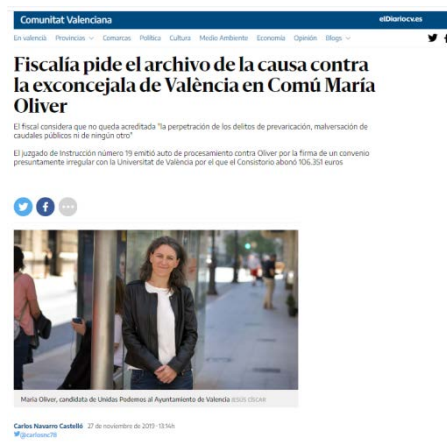 Comunitat Valenciana
elDiariocv.es
En valencià Provincias Comarcas Política Cultura Medio Ambiente Economía Opinión Blogs
Fiscalía pide el archivo de la causa contra
la exconcejala de València en Comú María
Oliver
El fiscal considera que no queda acreditada "la perpetración de los delitos de prevaricación, malversación de
caudales públicos ni de ningún otro"
El juzgado de Instrucción número 19 emitió auto de procesamiento contra Oliver por la firma de un convenio
presuntamente irregular con la Universitat de València por el que el Consistorio abonó 106.351 euros
María Oliver, candidata de Unidas Podemos al Ayuntamiento de Valencia
Carlos Navarro Castelló 27 de noviembre de 2019 - 13:14h
@carlosnc78